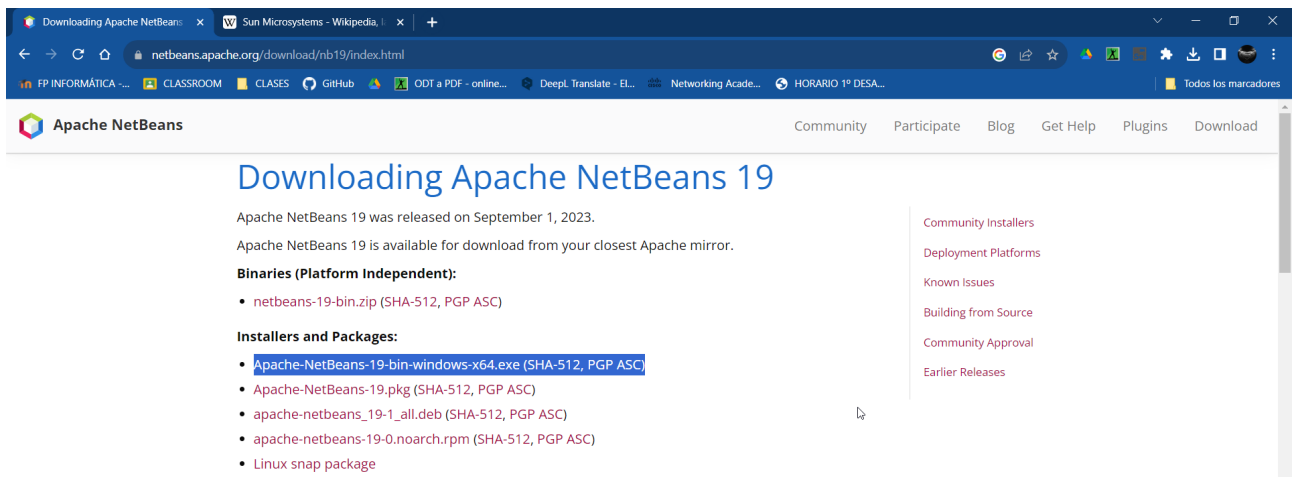 Downloading Apache NetBeans
Sun Microsystems - Wikipedia, l
netbeans.apache.org/download/nb19/index.html
FP INFORMÁTICA -... CLASSROOM CLASES GitHub ODT a PDF - online... DeepL Translate - El... Networking Acade... HORARIO 1º DESA... Todos los marcadores
Apache NetBeans
Community Participate Blog Get Help Plugins Download
Downloading Apache NetBeans 19
Apache NetBeans 19 was released on September 1, 2023.
Apache NetBeans 19 is available for download from your closest Apache mirror.
Binaries (Platform Independent):
• netbeans-19-bin.zip (SHA-512, PGP ASC)
Installers and Packages:
• Apache-NetBeans-19-bin-windows-x64.exe (SHA-512, PGP ASC)
• Apache-NetBeans-19.pkg (SHA-512, PGP ASC)
• apache-netbeans_19-1_all.deb (SHA-512, PGP ASC)
• apache-netbeans-19-0.noarch.rpm (SHA-512, PGP ASC)
• Linux snap package
Community Installers
Deployment Platforms
Known Issues
Building from Source
Community Approval
Earlier Releases